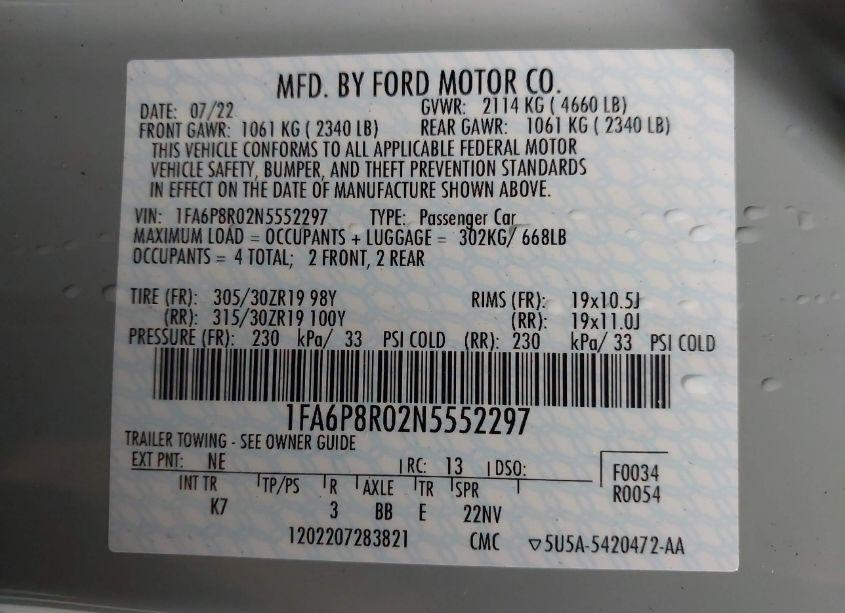 MFD. BY FORD MOTOR CO.
DATE: 07/22 GVWR: 2114 KG ( 4660 LB)
FRONT GAWR: 1061 KG ( 2340 LB) REAR GAWR: 1061 KG ( 2340 LB)
THIS VEHICLE CONFORMS TO ALL APPLICABLE FEDERAL MOTOR
VEHICLE SAFETY, BUMPER, AND THEFT PREVENTION STANDARDS
IN EFFECT ON THE DATE OF MANUFACTURE SHOWN ABOVE.
VIN: 1FA6P8R02N5552297 TYPE: Passenger Car
MAXIMUM LOAD = OCCUPANTS + LUGGAGE = 302KG/ 668LB
OCCUPANTS = 4 TOTAL; 2 FRONT, 2 REAR
TIRE (FR): 305/30ZR19 98Y RIMS (FR): 19x10.5J
(RR): 315/30ZR19 100Y (RR): 19x11.0J
PRESSURE (FR): 230 kPa/ 33 PSI COLD (RR): 230 kPa/ 33 PSI COLD
1FA6P8R02N5552297
TRAILER TOWING - SEE OWNER GUIDE
EXT PNT: NE RC: 13 DSO: F0034
INT TR TP/PS R AXLE TR SPR R0054
K7 3 BB E 22NV
1202207283821 CMC ▽5U5A-5420472-AA